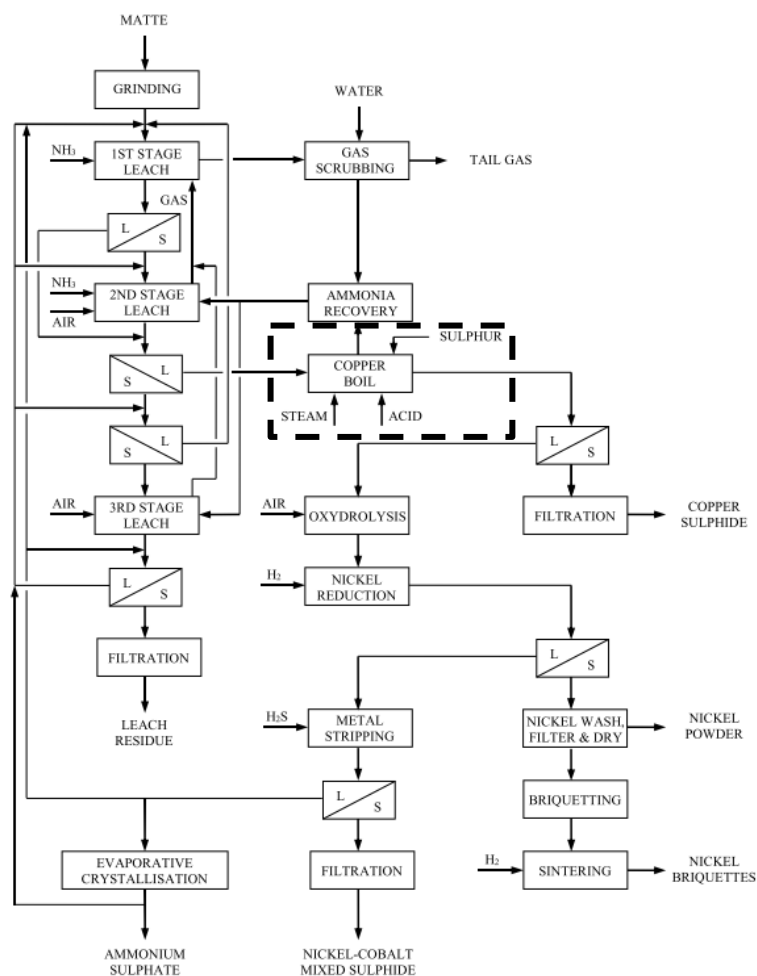 MATTE
GRINDING
WATER
NH₃
1ST STAGE
LEACH
GAS
SCRUBBING
TAIL GAS
GAS
L
S
NH₃
AIR
2ND STAGE
LEACH
AMMONIA
RECOVERY
SULPHUR
COPPER
BOIL
STEAM
ACID
S
L
S
L
L
S
AIR
3RD STAGE
LEACH
AIR
OXYDROLYSIS
FILTRATION
COPPER
SULPHIDE
H₂
NICKEL
REDUCTION
L
S
FILTRATION
L
S
LEACH
RESIDUE
H₂S
METAL
STRIPPING
NICKEL WASH,
FILTER & DRY
NICKEL
POWDER
L
S
BRIQUETTING
EVAPORATIVE
CRYSTALLISATION
FILTRATION
H₂
SINTERING
NICKEL
BRIQUETTES
AMMONIUM
SULPHATE
NICKEL-COBALT
MIXED SULPHIDE